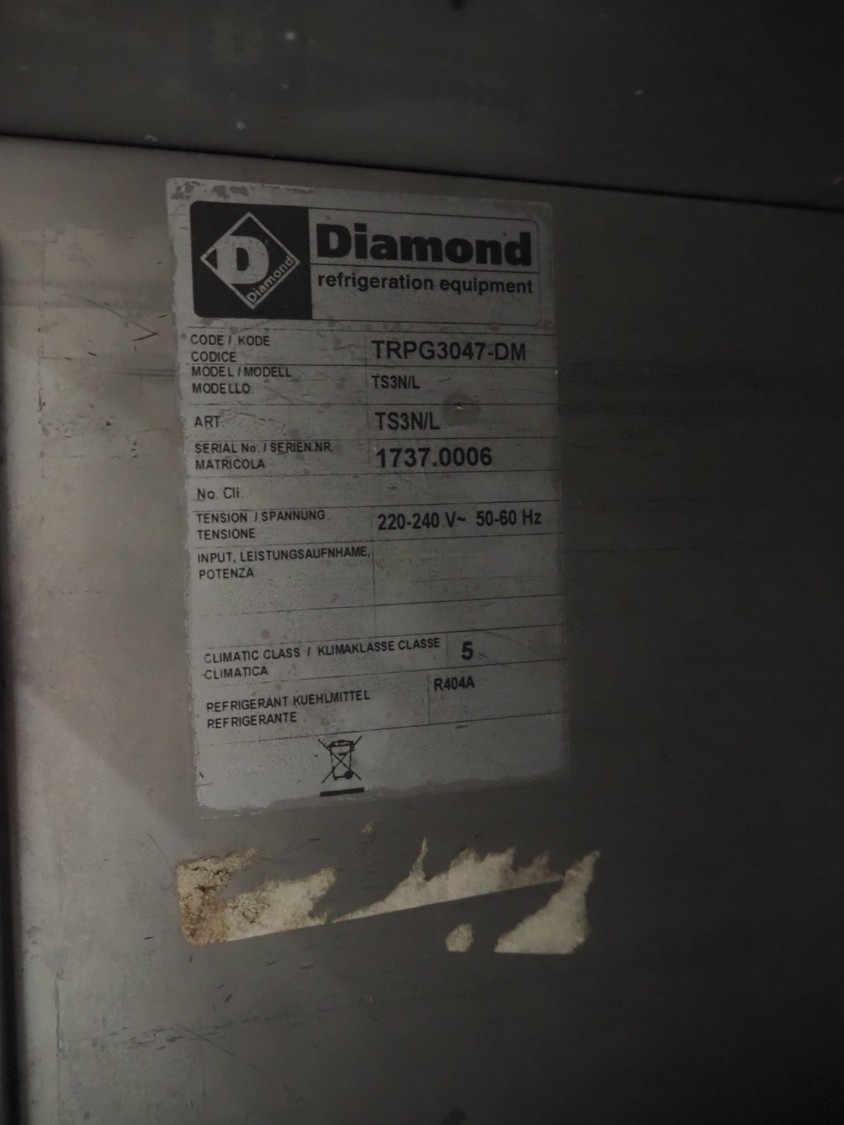 D
Diamond
Diamond
refrigeration equipment
CODE / KODE
CODICE
TRPG3047-DM
MODEL / MODELL
MODELLO
TS3N/L
ART.
TS3N/L
SERIAL No. / SERIEN.NR.
MATRICOLA
1737.0006
No. Cli.
TENSION / SPANNUNG
TENSIONE
220-240 V~ 50-60 Hz
INPUT, LEISTUNGSAUFNHAME,
POTENZA
CLIMATIC CLASS / KLIMAKLASSE CLASSE
CLIMATICA
5
REFRIGERANT KUEHLMITTEL
REFRIGERANTE
R404A